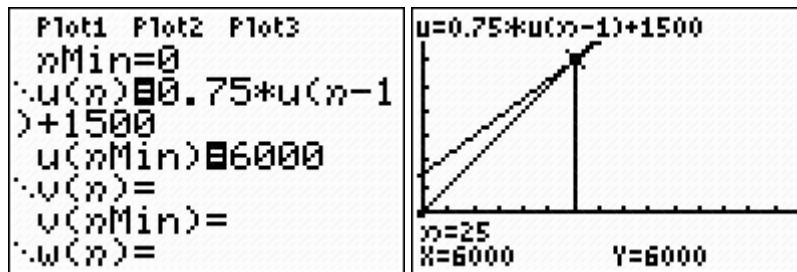 Plot1 Plot2 Plot3
nMin=0
u(n)=0.75*u(n-1
)+1500
u(nMin)=6000
v(n)=
v(nMin)=
w(n)=
u=0.75*u(n-1)+1500
n=25
X=6000 Y=6000